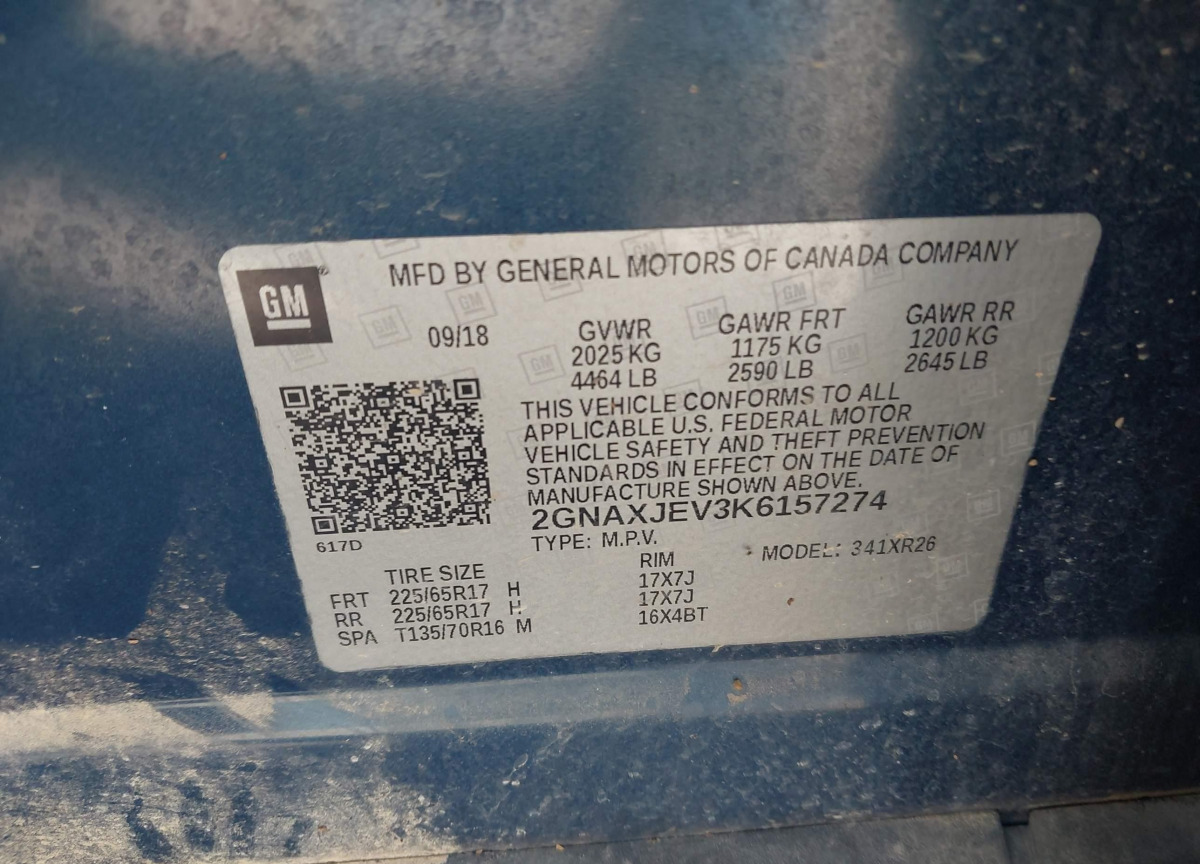 GM
MFD BY GENERAL MOTORS OF CANADA COMPANY
09/18
GVWR GAWR FRT GAWR RR
2025 KG 1175 KG 1200 KG
4464 LB 2590 LB 2645 LB
THIS VEHICLE CONFORMS TO ALL
APPLICABLE U.S. FEDERAL MOTOR
VEHICLE SAFETY AND THEFT PREVENTION
STANDARDS IN EFFECT ON THE DATE OF
MANUFACTURE SHOWN ABOVE.
2GNAXJEV3K6157274
617D
TYPE: M.P.V. MODEL: 341XR26
TIRE SIZE RIM
FRT 225/65R17 H 17X7J
RR 225/65R17 H 17X7J
SPA T135/70R16 M 16X4BT